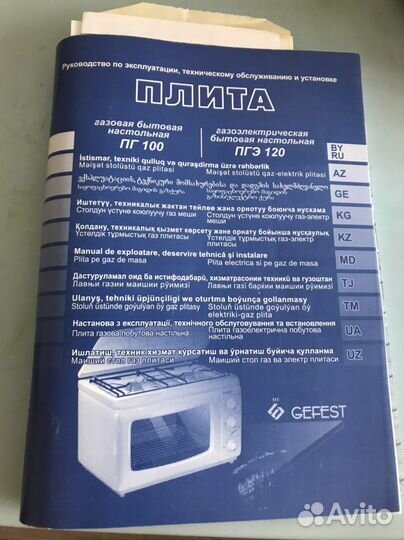 Руководство по эксплуатации, техническому обслуживанию и установке
ПЛИТА
газовая бытовая настольная
ПГ 100
газоэлектрическая бытовая настольная
ПГЭ 120
BY
RU
İstismar, texniki qulluq və quraşdırma üzrə rəhbərlik
Məişət stolüstü qaz plitəsi
Məişət stolüstü qaz-elektrik plitəsi
AZ
GE
Иштетүү, техникалык жактан тейлөө жана орнотуу боюнча нускама
Столдун үстүнө коюлуучу газ меши
Столдун үстүнө коюлуучу газ-электр меши
KG
Қолдану, техникалық қызмет көрсету және орнату бойынша нұсқаулық
Үстелдік тұрмыстық газ плитасы
Үстелдік тұрмыстық газ-электр плитасы
KZ
Manual de exploatare, deservire tehnică şi instalare
Plita pe gaz de masa
Plita electrica si pe gaz de masa
MD
Дастуруламал оид ба истифодабарӣ, хизматрасонии техникӣ ва гузоштан
Лавҳи газии маишии рӯимизӣ
Лавҳи газӣ барқии маишии рӯимизӣ
TJ
Ulanyş, tehniki üpjünçiligi we oturtma boýunça gollanmasy
Stoluň üstünde goýulýan öý gaz plitasy
Stoluň üstünde goýulýan öý elektriki-gaz plita
TM
Настанова з експлуатації, технічного обслуговування та встановлення
Плита газова побутова настільна
Плита газоелектрична побутова настільна
UA
Ишлатиш, техник хизмат курсатиш ва ўрнатиш буйича қулланма
Маиший стол газ плитаси
Маиший стол газ ва электр плитаси
UZ
GEFEST
Avito